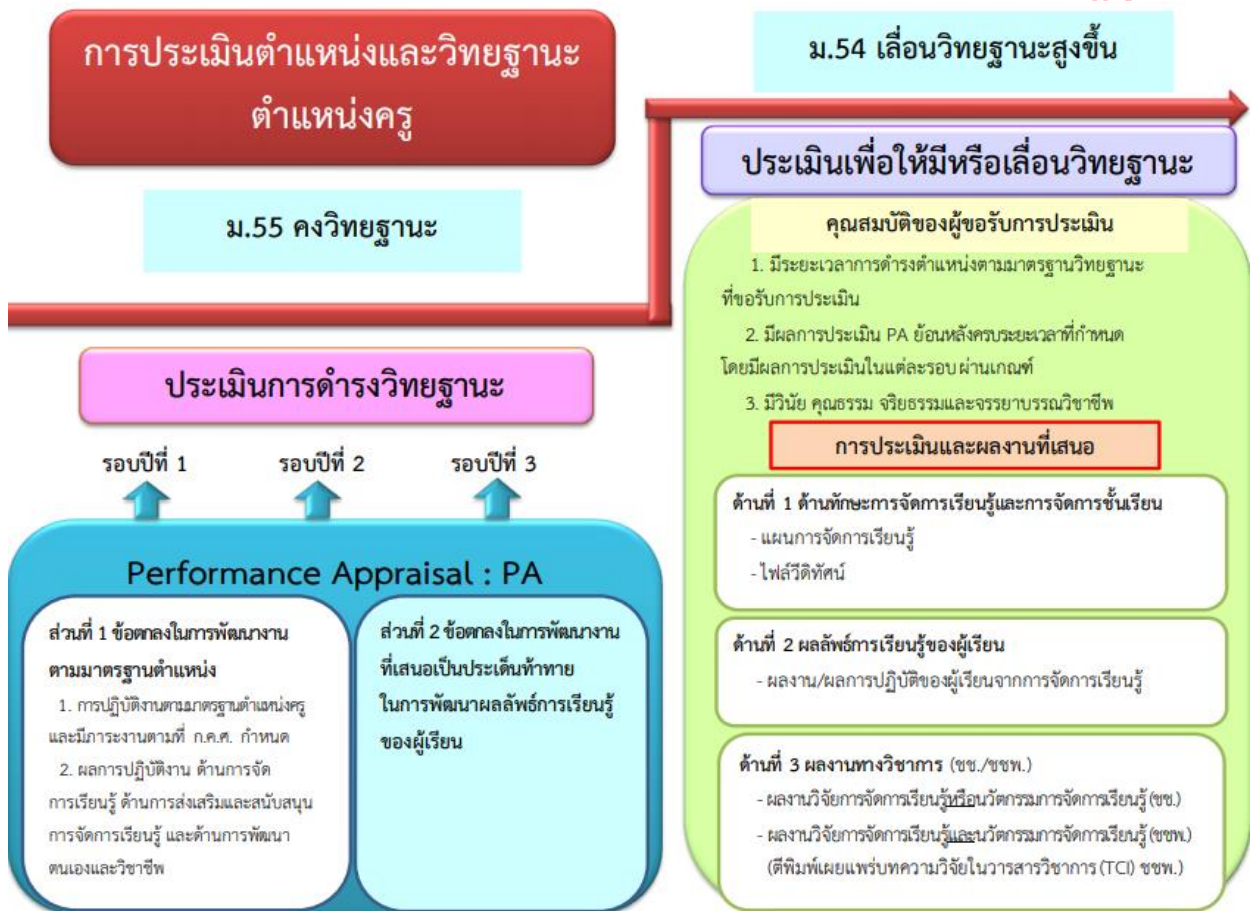 การประเมินตำแหน่งและวิทยฐานะ
ตำแหน่งครู
ม.55 คงวิทยฐานะ
ประเมินการดำรงวิทยฐานะ
รอบปีที่ 1
รอบปีที่ 2
รอบปีที่ 3
Performance Appraisal : PA
ส่วนที่ 1 ข้อตกลงในการพัฒนางาน
ตามมาตรฐานตำแหน่ง
1. การปฏิบัติงานตามมาตรฐานตำแหน่งครู
และมีภาระงานตามที่ ก.ค.ศ. กำหนด
2. ผลการปฏิบัติงาน ด้านการจัด
การเรียนรู้ ด้านการส่งเสริมและสนับสนุน
การจัดการเรียนรู้ และด้านการพัฒนา
ตนเองและวิชาชีพ
ส่วนที่ 2 ข้อตกลงในการพัฒนางาน
ที่เสนอเป็นประเด็นท้าทาย
ในการพัฒนาผลลัพธ์การเรียนรู้
ของผู้เรียน
ม.54 เลื่อนวิทยฐานะสูงขึ้น
ประเมินเพื่อให้มีหรือเลื่อนวิทยฐานะ
คุณสมบัติของผู้ขอรับการประเมิน
1. มีระยะเวลาการดำรงตำแหน่งตามมาตรฐานวิทยฐานะ
ที่ขอรับการประเมิน
2. มีผลการประเมิน PA ย้อนหลังครบระยะเวลาที่กำหนด
โดยมีผลการประเมินในแต่ละรอบ ผ่านเกณฑ์
3. มีวินัย คุณธรรม จริยธรรมและจรรยาบรรณวิชาชีพ
การประเมินและผลงานที่เสนอ
ด้านที่ 1 ด้านทักษะการจัดการเรียนรู้และการจัดการชั้นเรียน
- แผนการจัดการเรียนรู้
- ไฟล์วีดิทัศน์
ด้านที่ 2 ผลลัพธ์การเรียนรู้ของผู้เรียน
- ผลงาน/ผลการปฏิบัติของผู้เรียนจากการจัดการเรียนรู้
ด้านที่ 3 ผลงานทางวิชาการ (ชช./ชชพ.)
- ผลงานวิจัยการจัดการเรียนรู้หรือนวัตกรรมการจัดการเรียนรู้ (ชช.)
- ผลงานวิจัยการจัดการเรียนรู้และนวัตกรรมการจัดการเรียนรู้ (ชชพ.)
(ตีพิมพ์เผยแพร่บทความวิจัยในวารสารวิชาการ (TCI) ชชพ.)